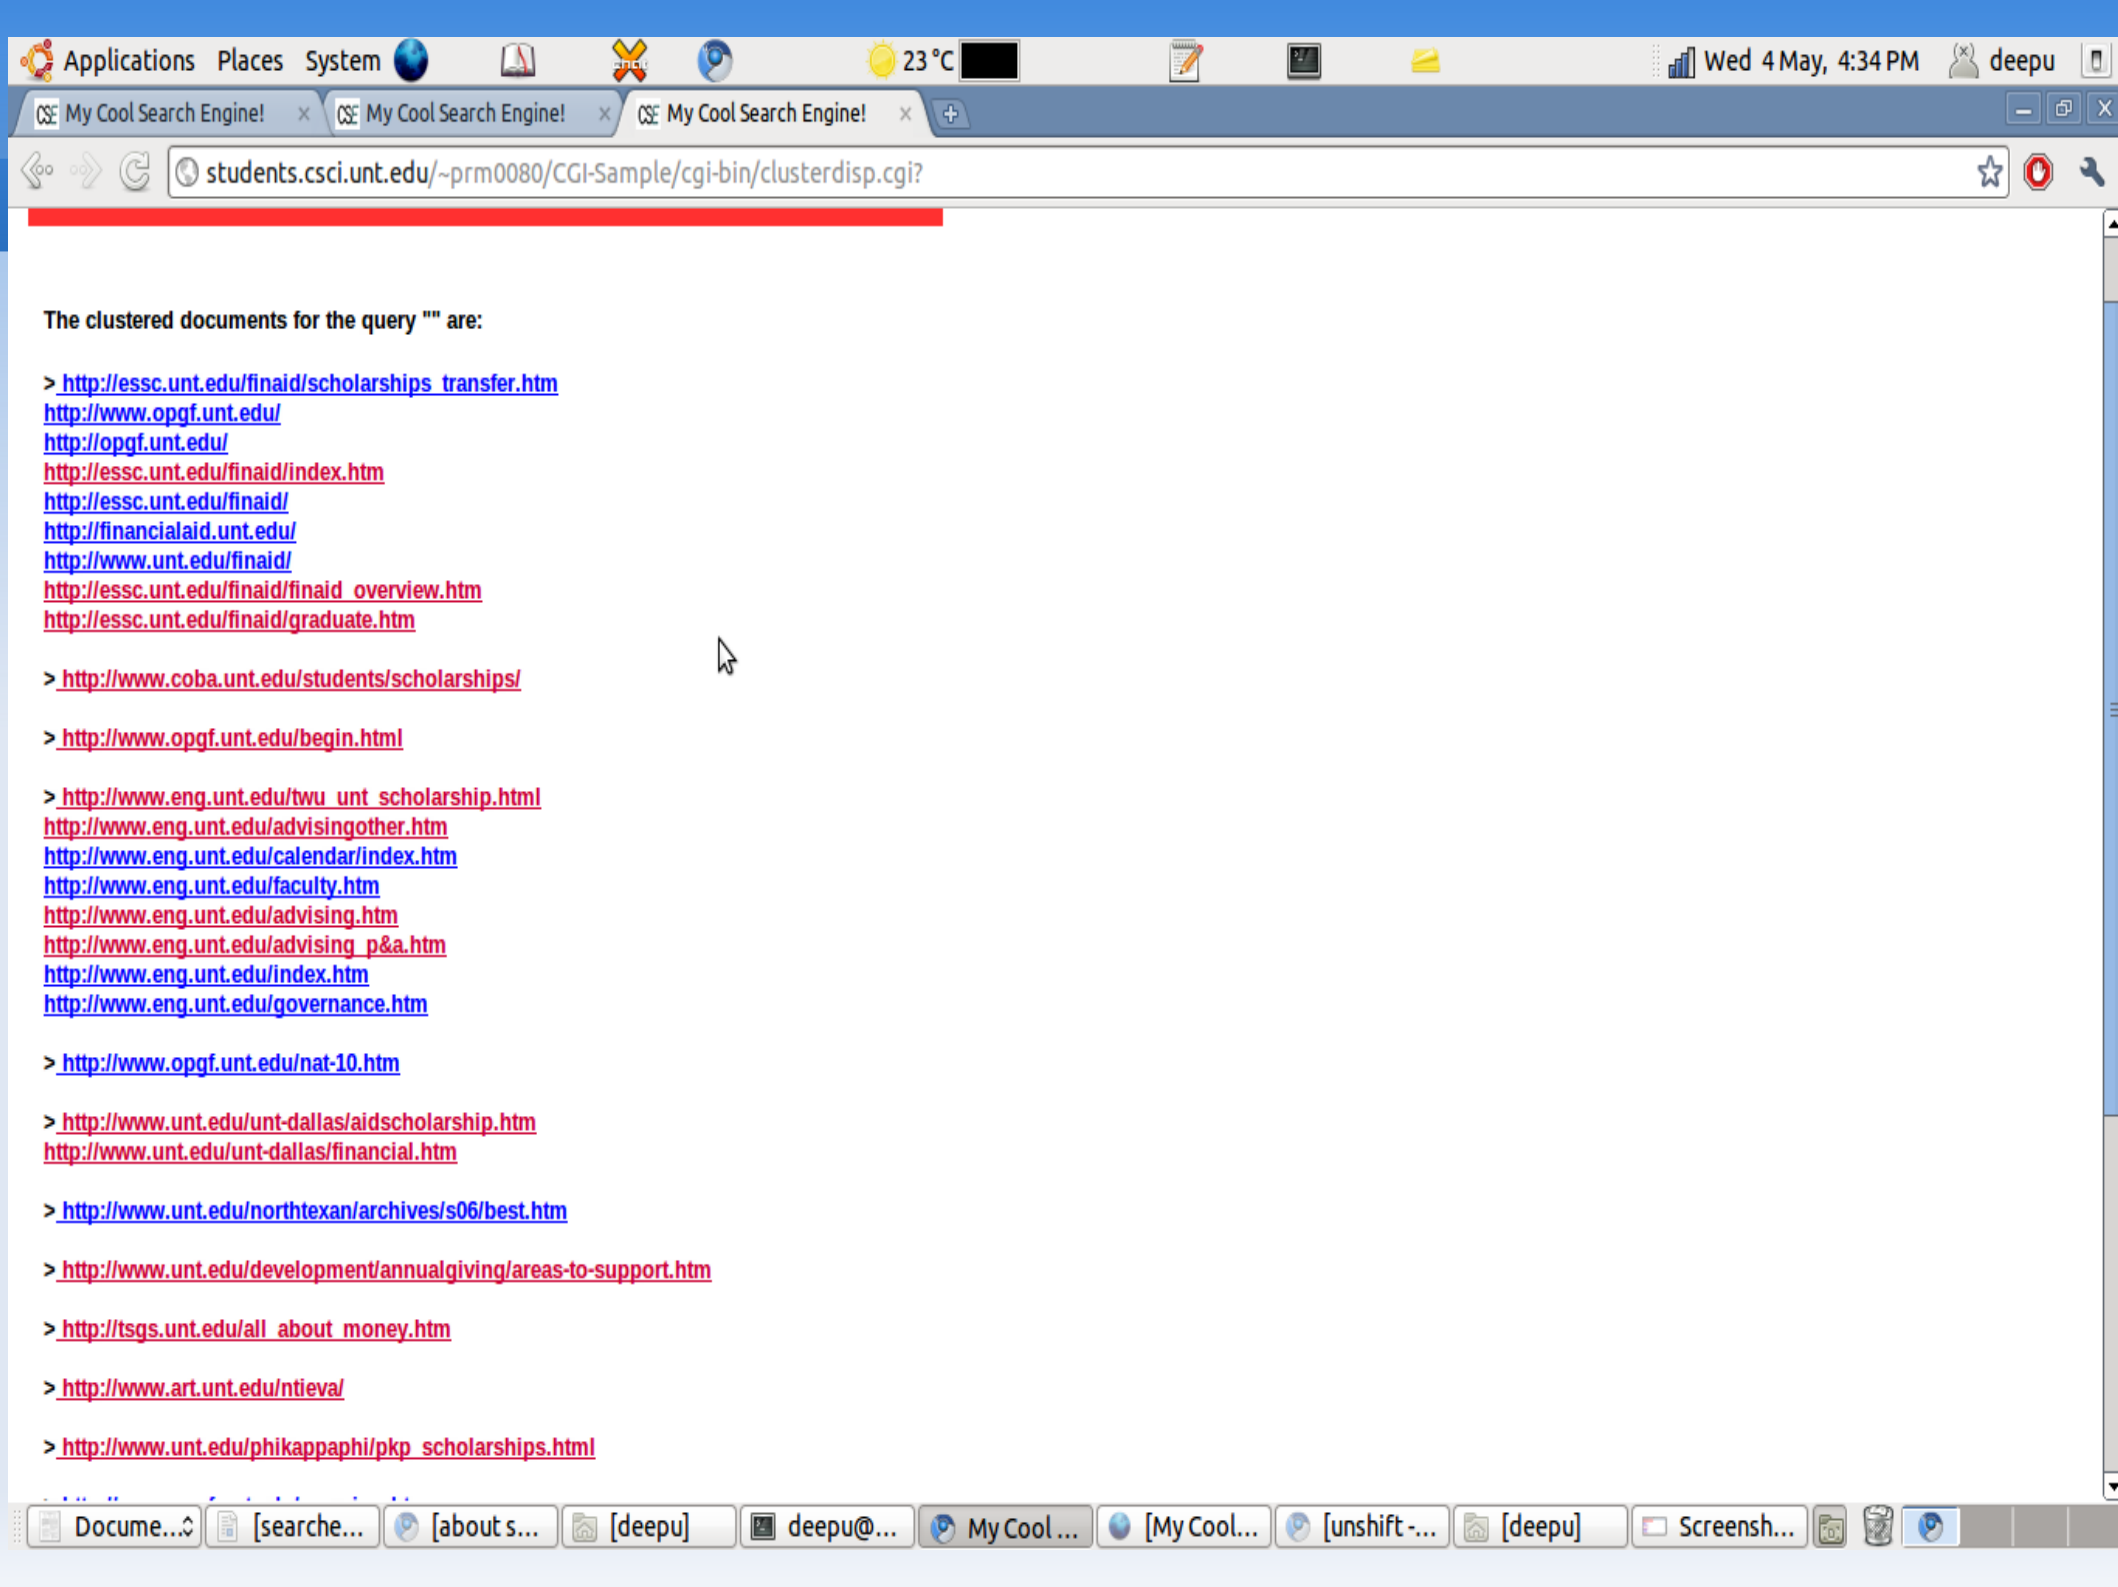 Applications Places System 23 °C Wed 4 May, 4:34 PM deepu
CSE My Cool Search Engine! × CSE My Cool Search Engine! × CSE My Cool Search Engine! ×
students.csci.unt.edu/~prm0080/CGI-Sample/cgi-bin/clusterdisp.cgi?
The clustered documents for the query "" are:
> http://essc.unt.edu/finaid/scholarships_transfer.htm
http://www.opgf.unt.edu/
http://opgf.unt.edu/
http://essc.unt.edu/finaid/index.htm
http://essc.unt.edu/finaid/
http://financialaid.unt.edu/
http://www.unt.edu/finaid/
http://essc.unt.edu/finaid/finaid_overview.htm
http://essc.unt.edu/finaid/graduate.htm
> http://www.coba.unt.edu/students/scholarships/
> http://www.opgf.unt.edu/begin.html
> http://www.eng.unt.edu/twu_unt_scholarship.html
http://www.eng.unt.edu/advisingother.htm
http://www.eng.unt.edu/calendar/index.htm
http://www.eng.unt.edu/faculty.htm
http://www.eng.unt.edu/advising.htm
http://www.eng.unt.edu/advising_p&a.htm
http://www.eng.unt.edu/index.htm
http://www.eng.unt.edu/governance.htm
> http://www.opgf.unt.edu/nat-10.htm
> http://www.unt.edu/unt-dallas/aidscholarship.htm
http://www.unt.edu/unt-dallas/financial.htm
> http://www.unt.edu/northtexan/archives/s06/best.htm
> http://www.unt.edu/development/annualgiving/areas-to-support.htm
> http://tsgs.unt.edu/all_about_money.htm
> http://www.art.unt.edu/ntieva/
> http://www.unt.edu/phikappaphi/pkp_scholarships.html
Docume... [searche... [about s... [deepu] deepu@... My Cool ... [My Cool... [unshift -... [deepu] Screensh...